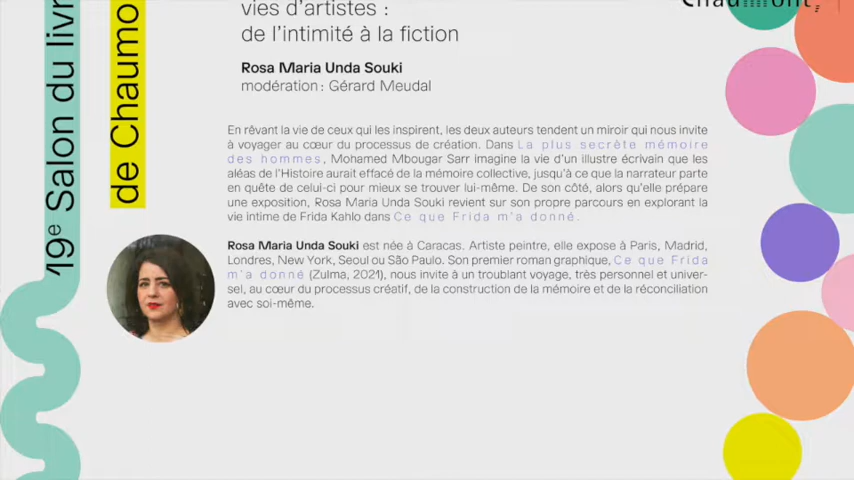 19e Salon du livr
de Chaumo
Chaumont
vies d'artistes :
de l'intimité à la fiction
Rosa Maria Unda Souki
modération : Gérard Meudal
En rêvant la vie de ceux qui les inspirent, les deux auteurs tendent un miroir qui nous invite
à voyager au cœur du processus de création. Dans La plus secrète mémoire
des hommes, Mohamed Mbougar Sarr imagine la vie d'un illustre écrivain que les
aléas de l'Histoire aurait effacé de la mémoire collective, jusqu'à ce que la narrateur parte
en quête de celui-ci pour mieux se trouver lui-même. De son côté, alors qu'elle prépare
une exposition, Rosa Maria Unda Souki revient sur son propre parcours en explorant la
vie intime de Frida Kahlo dans Ce que Frida m'a donné.
Rosa Maria Unda Souki est née à Caracas. Artiste peintre, elle expose à Paris, Madrid,
Londres, New York, Seoul ou São Paulo. Son premier roman graphique, Ce que Frida
m'a donné (Zulma, 2021), nous invite à un troublant voyage, très personnel et univer-
sel, au cœur du processus créatif, de la construction de la mémoire et de la réconciliation
avec soi-même.